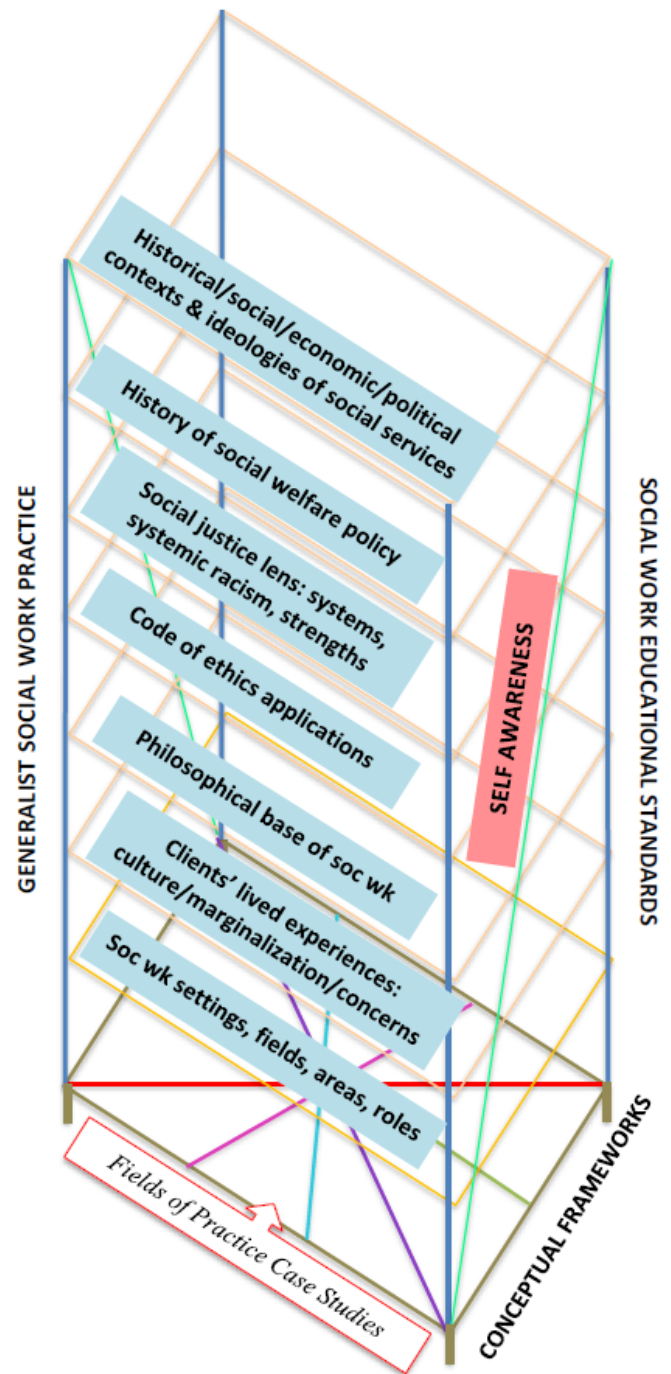 Historical/social/economic/political
contexts & ideologies of social services
History of social welfare policy
Social justice lens: systems,
systemic racism, strengths
Code of ethics applications
Philosophical base of soc wk
Clients' lived experiences:
culture/marginalization/concerns
Soc wk settings, fields, areas, roles
GENERALIST SOCIAL WORK PRACTICE
SELF AWARENESS
SOCIAL WORK EDUCATIONAL STANDARDS
Fields of Practice Case Studies
CONCEPTUAL FRAMEWORKS